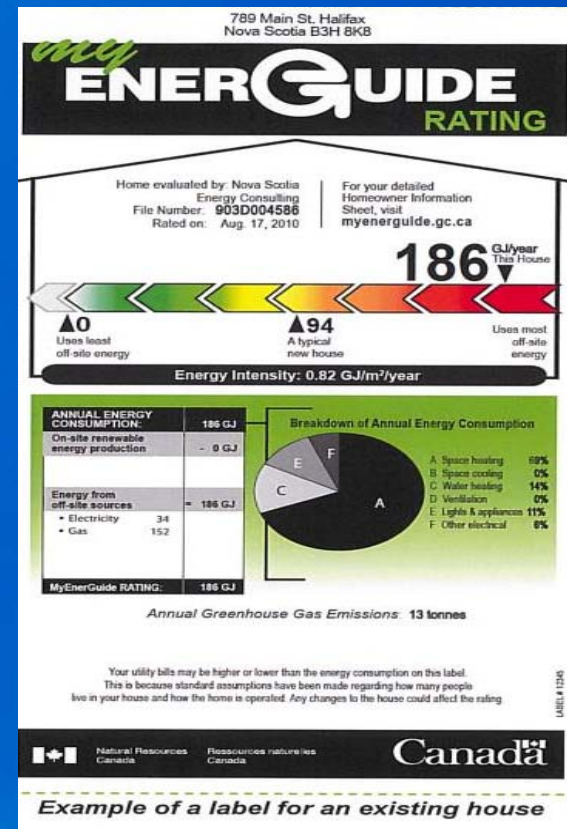 789 Main St. Halifax
Nova Scotia B3H 8K8
my
ENERGUIDE
RATING
Home evaluated by: Nova Scotia
Energy Consulting
File Number: 903D004586
Rated on: Aug. 17, 2010
For your detailed
Homeowner Information
Sheet, visit
myenerguide.gc.ca
186 GJ/year
This House
0
Uses least
off-site energy
94
A typical
new house
Uses most
off-site
energy
Energy Intensity: 0.82 GJ/m²/year
ANNUAL ENERGY
CONSUMPTION: 186 GJ
On-site renewable
energy production - 0 GJ
Energy from
off-site sources = 186 GJ
• Electricity 34
• Gas 152
MyEnerGuide RATING: 186 GJ
Breakdown of Annual Energy Consumption
F
E
C
A
A Space heating 69%
B Space cooling 0%
C Water heating 14%
D Ventilation 0%
E Lights & appliances 11%
F Other electrical 6%
Annual Greenhouse Gas Emissions: 13 tonnes
Your utility bills may be higher or lower than the energy consumption on this label.
This is because standard assumptions have been made regarding how many people
live in your house and how the home is operated. Any changes to the house could affect the rating
LABEL# 12345
Natural Resources
Canada
Ressources naturelles
Canada
Canada
Example of a label for an existing house